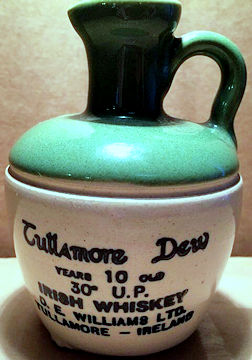 Tullamore Dew
YEARS 10 OLD
30° U.P.
IRISH WHISKEY
D. E. WILLIAMS LTD.
TULLAMORE - IRELAND